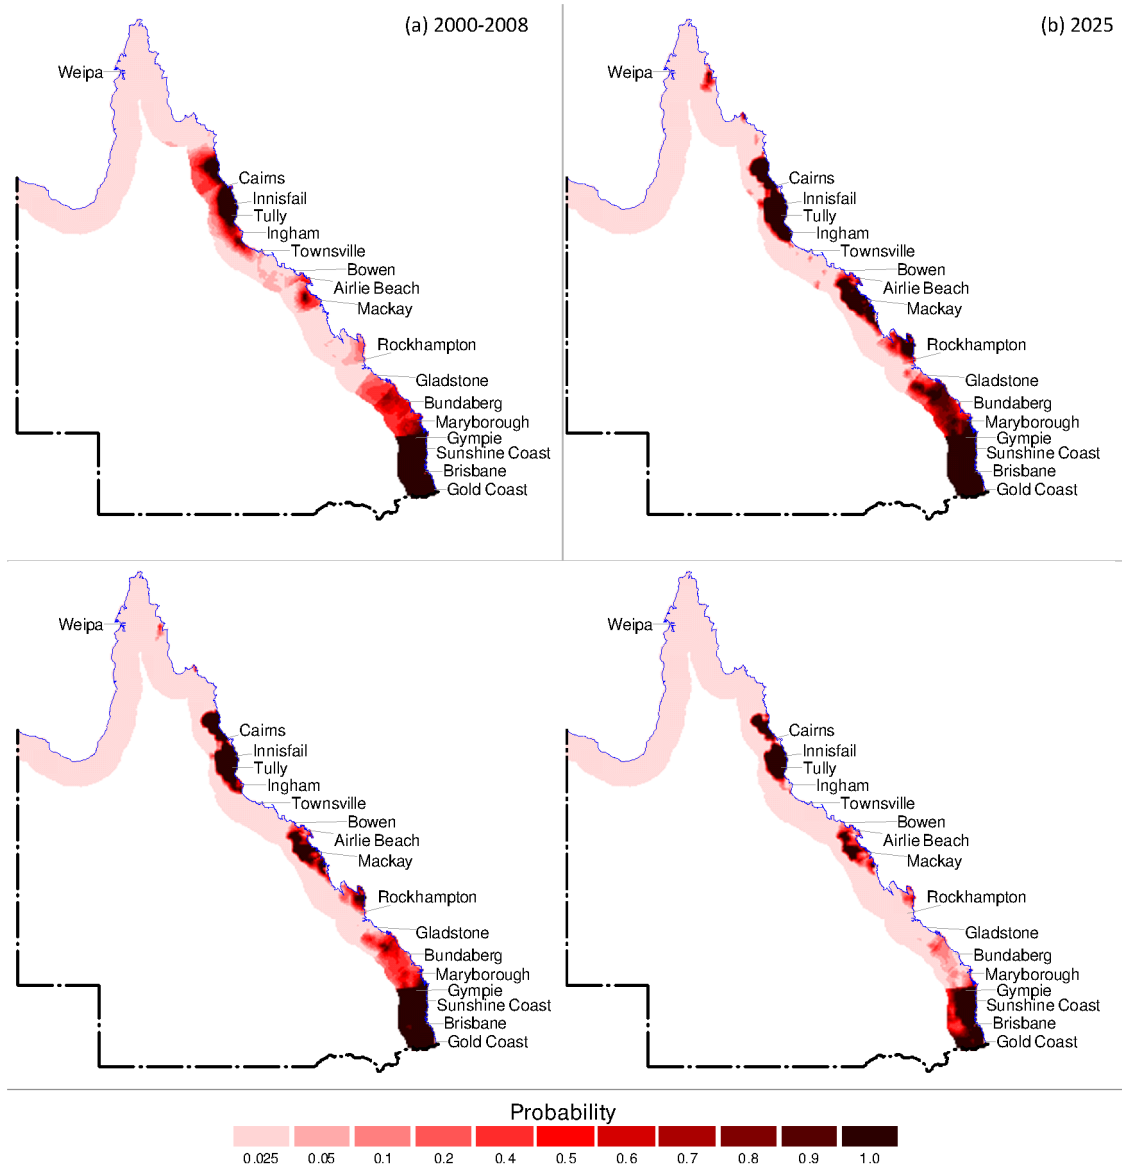 (a) 2000-2008
Weipa
Cairns
Innisfail
Tully
Ingham
Townsville
Bowen
Airlie Beach
Mackay
Rockhampton
Gladstone
Bundaberg
Maryborough
Gympie
Sunshine Coast
Brisbane
Gold Coast
(b) 2025
Weipa
Cairns
Innisfail
Tully
Ingham
Townsville
Bowen
Airlie Beach
Mackay
Rockhampton
Gladstone
Bundaberg
Maryborough
Gympie
Sunshine Coast
Brisbane
Gold Coast
Weipa
Cairns
Innisfail
Tully
Ingham
Townsville
Bowen
Airlie Beach
Mackay
Rockhampton
Gladstone
Bundaberg
Maryborough
Gympie
Sunshine Coast
Brisbane
Gold Coast
Weipa
Cairns
Innisfail
Tully
Ingham
Townsville
Bowen
Airlie Beach
Mackay
Rockhampton
Gladstone
Bundaberg
Maryborough
Gympie
Sunshine Coast
Brisbane
Gold Coast
Probability
0.025 0.05 0.1 0.2 0.4 0.5 0.6 0.7 0.8 0.9 1.0